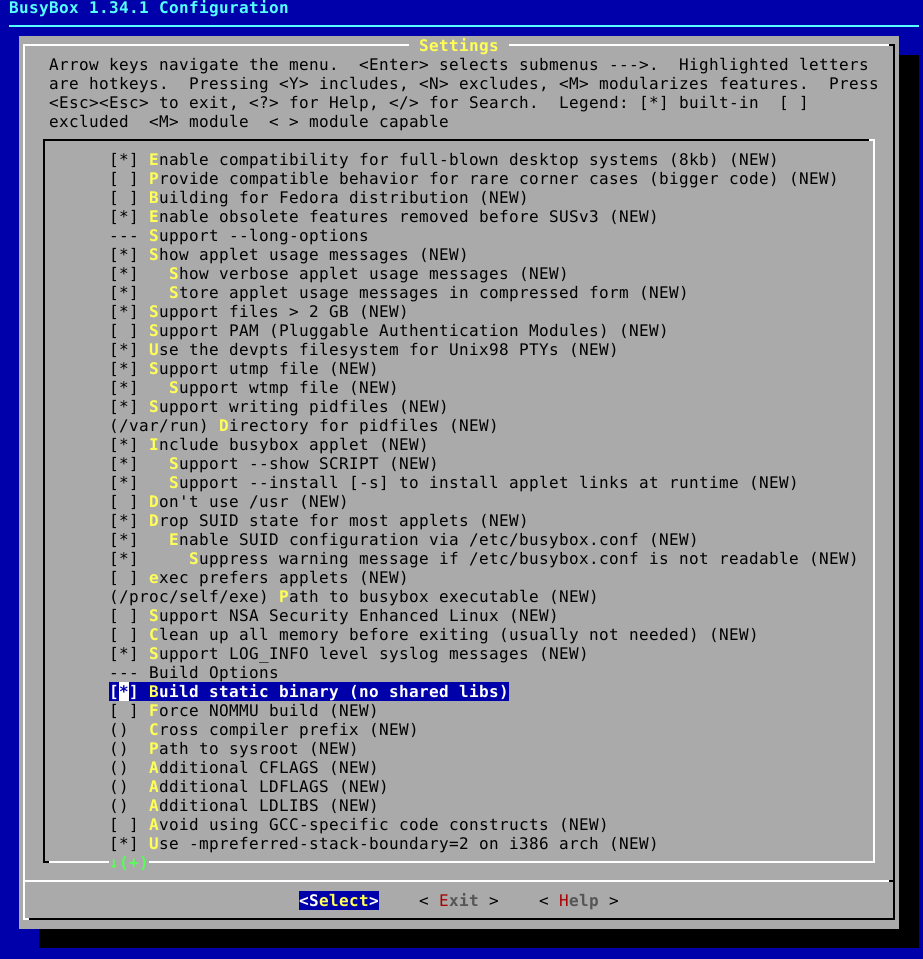 BusyBox 1.34.1 Configuration
Settings
Arrow keys navigate the menu.  <Enter> selects submenus --->.  Highlighted letters
are hotkeys.  Pressing <Y> includes, <N> excludes, <M> modularizes features.  Press
<Esc><Esc> to exit, <?> for Help, </> for Search.  Legend: [*] built-in  [ ]
excluded  <M> module  < > module capable
[*] Enable compatibility for full-blown desktop systems (8kb) (NEW)
[ ] Provide compatible behavior for rare corner cases (bigger code) (NEW)
[ ] Building for Fedora distribution (NEW)
[*] Enable obsolete features removed before SUSv3 (NEW)
--- Support --long-options
[*] Show applet usage messages (NEW)
[*]   Show verbose applet usage messages (NEW)
[*]   Store applet usage messages in compressed form (NEW)
[*] Support files > 2 GB (NEW)
[ ] Support PAM (Pluggable Authentication Modules) (NEW)
[*] Use the devpts filesystem for Unix98 PTYs (NEW)
[*] Support utmp file (NEW)
[*]   Support wtmp file (NEW)
[*] Support writing pidfiles (NEW)
(/var/run) Directory for pidfiles (NEW)
[*] Include busybox applet (NEW)
[*]   Support --show SCRIPT (NEW)
[*]   Support --install [-s] to install applet links at runtime (NEW)
[ ] Don't use /usr (NEW)
[*] Drop SUID state for most applets (NEW)
[*]   Enable SUID configuration via /etc/busybox.conf (NEW)
[*]     Suppress warning message if /etc/busybox.conf is not readable (NEW)
[ ] exec prefers applets (NEW)
(/proc/self/exe) Path to busybox executable (NEW)
[ ] Support NSA Security Enhanced Linux (NEW)
[ ] Clean up all memory before exiting (usually not needed) (NEW)
[*] Support LOG_INFO level syslog messages (NEW)
--- Build Options
[*] Build static binary (no shared libs)
[ ] Force NOMMU build (NEW)
()  Cross compiler prefix (NEW)
()  Path to sysroot (NEW)
()  Additional CFLAGS (NEW)
()  Additional LDFLAGS (NEW)
()  Additional LDLIBS (NEW)
[ ] Avoid using GCC-specific code constructs (NEW)
[*] Use -mpreferred-stack-boundary=2 on i386 arch (NEW)
↓(+)
<Select>    < Exit >    < Help >